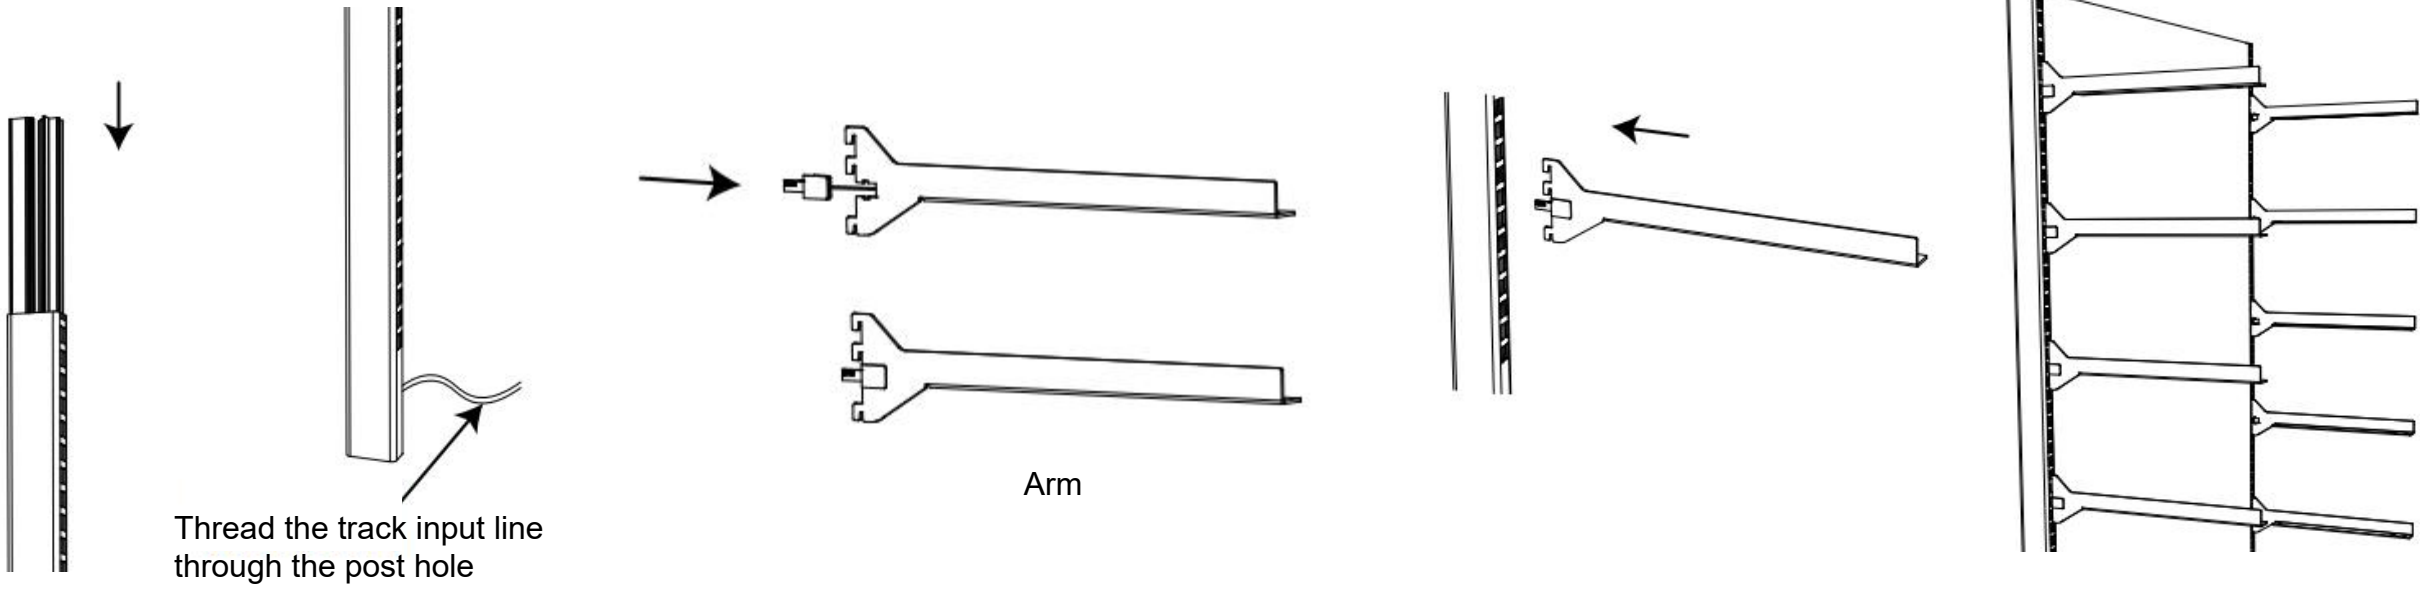 Thread the track input line
through the post hole
Arm